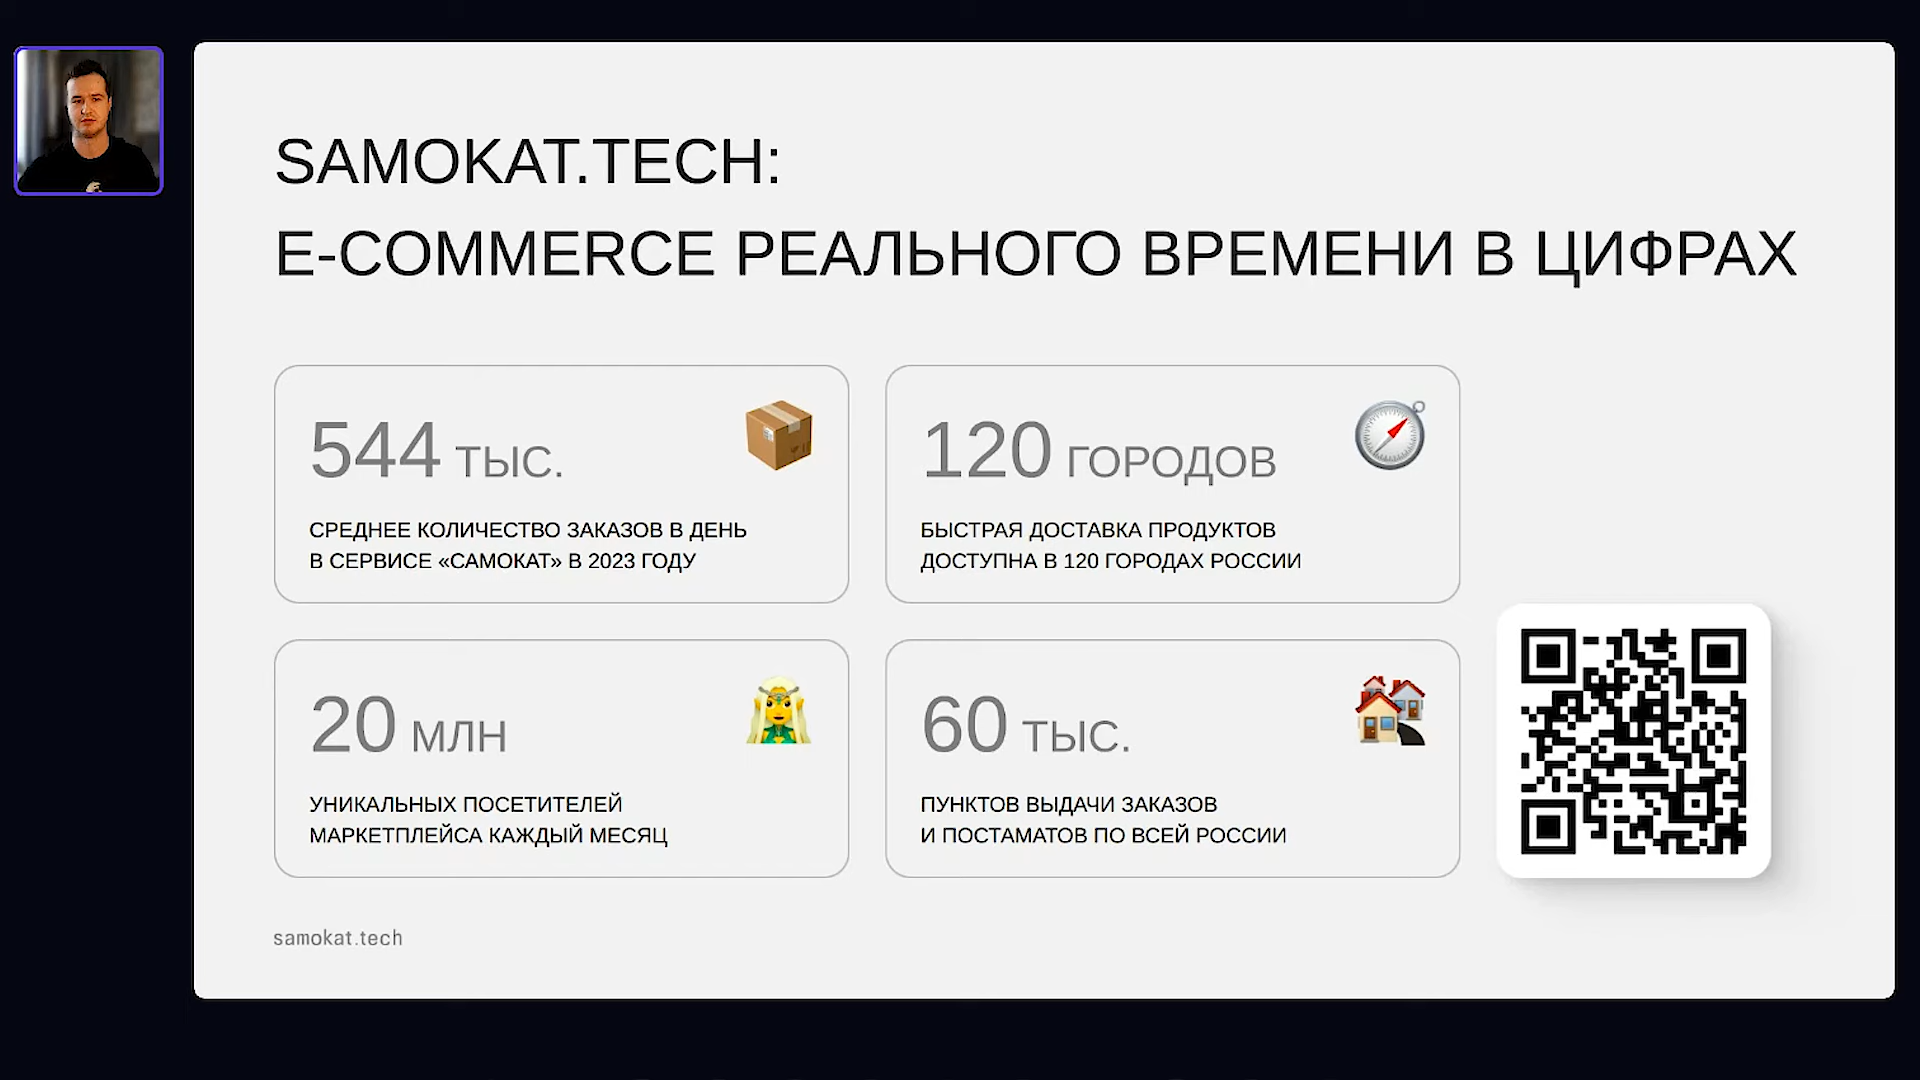 SAMOKAT.TECH:
E-COMMERCE РЕАЛЬНОГО ВРЕМЕНИ В ЦИФРАХ
544 ТЫС.
СРЕДНЕЕ КОЛИЧЕСТВО ЗАКАЗОВ В ДЕНЬ
В СЕРВИСЕ «САМОКАТ» В 2023 ГОДУ
120 ГОРОДОВ
БЫСТРАЯ ДОСТАВКА ПРОДУКТОВ
ДОСТУПНА В 120 ГОРОДАХ РОССИИ
20 МЛН
УНИКАЛЬНЫХ ПОСЕТИТЕЛЕЙ
МАРКЕТПЛЕЙСА КАЖДЫЙ МЕСЯЦ
60 ТЫС.
ПУНКТОВ ВЫДАЧИ ЗАКАЗОВ
И ПОСТАМАТОВ ПО ВСЕЙ РОССИИ
samokat.tech